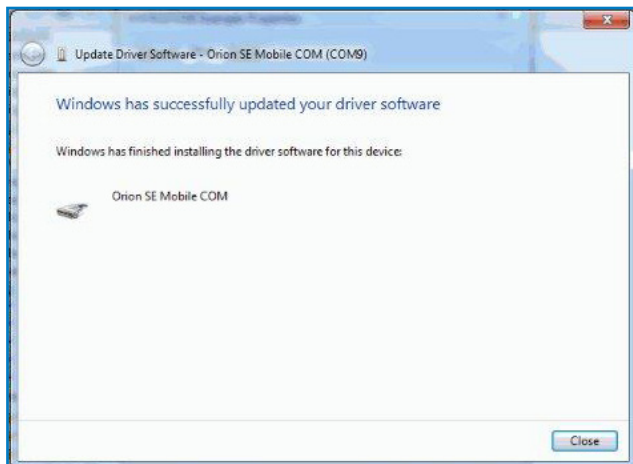 Update Driver Software - Orion SE Mobile COM (COM9)
Windows has successfully updated your driver software
Windows has finished installing the driver software for this device:
Orion SE Mobile COM
Close